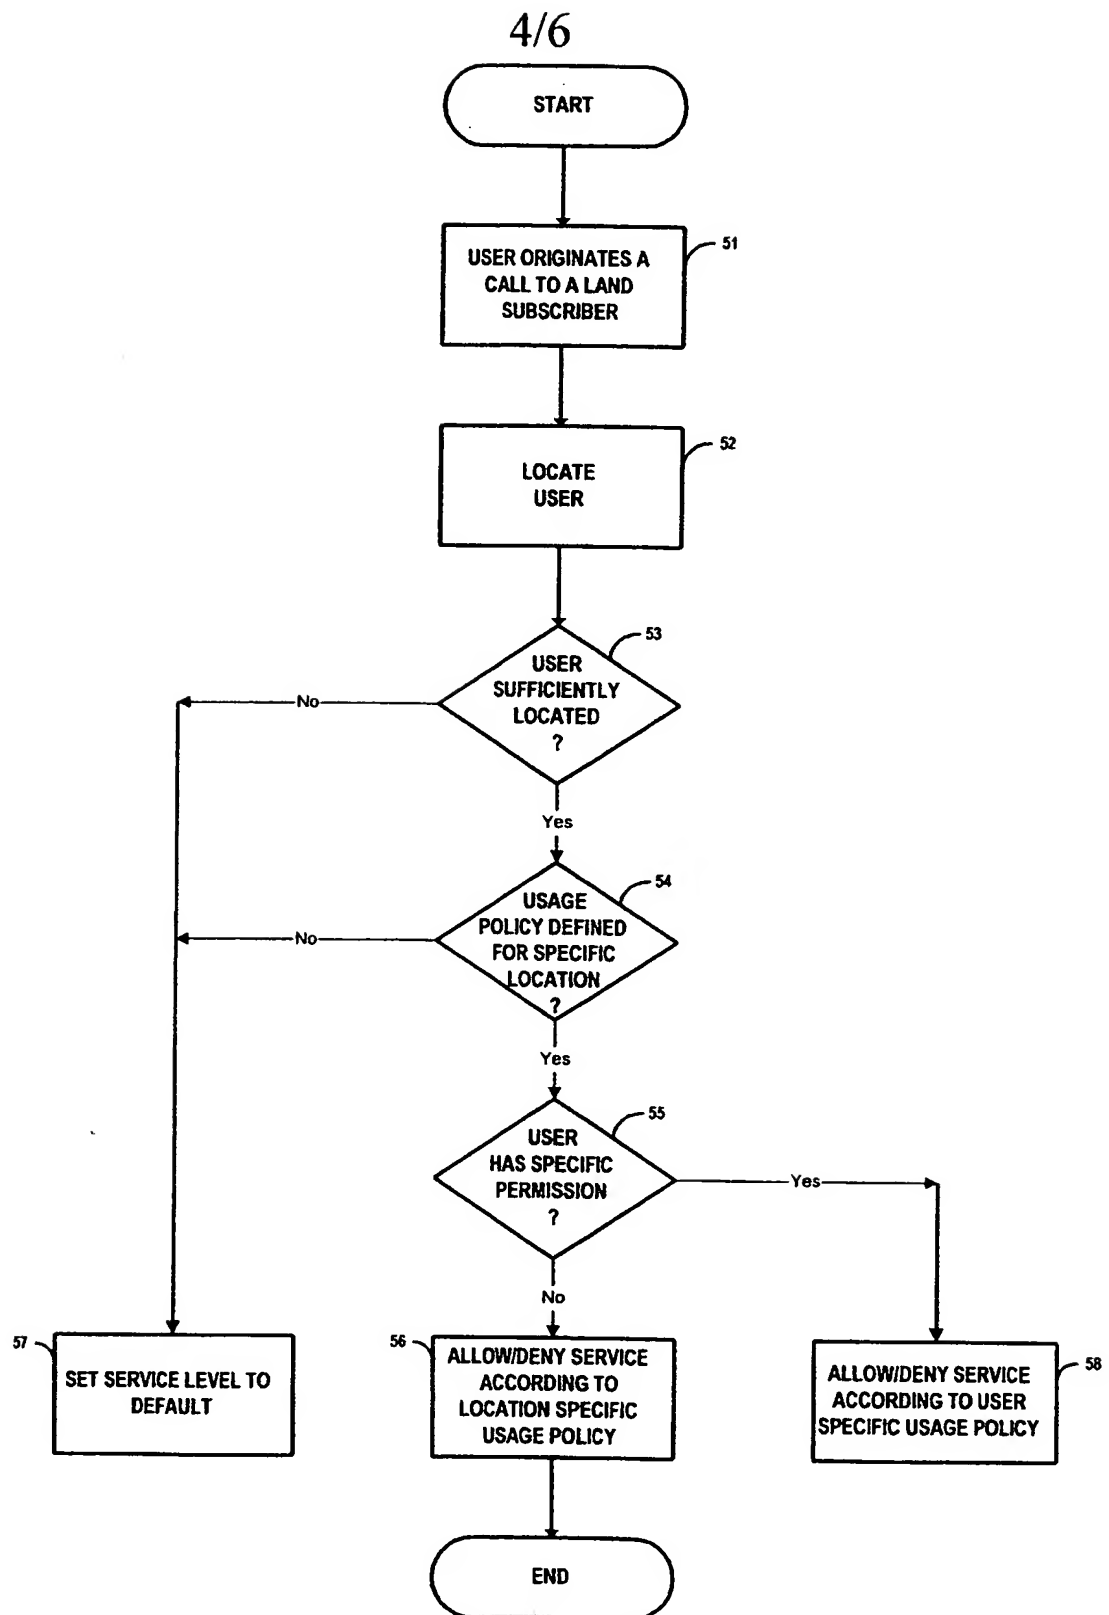 4/6
START
51
USER ORIGINATES A
CALL TO A LAND
SUBSCRIBER
52
LOCATE
USER
53
USER
SUFFICIENTLY
LOCATED
?
No
Yes
54
USAGE
POLICY DEFINED
FOR SPECIFIC
LOCATION
?
No
Yes
55
USER
HAS SPECIFIC
PERMISSION
?
Yes
No
57
SET SERVICE LEVEL TO
DEFAULT
56
ALLOW/DENY SERVICE
ACCORDING TO
LOCATION SPECIFIC
USAGE POLICY
58
ALLOW/DENY SERVICE
ACCORDING TO USER
SPECIFIC USAGE POLICY
END